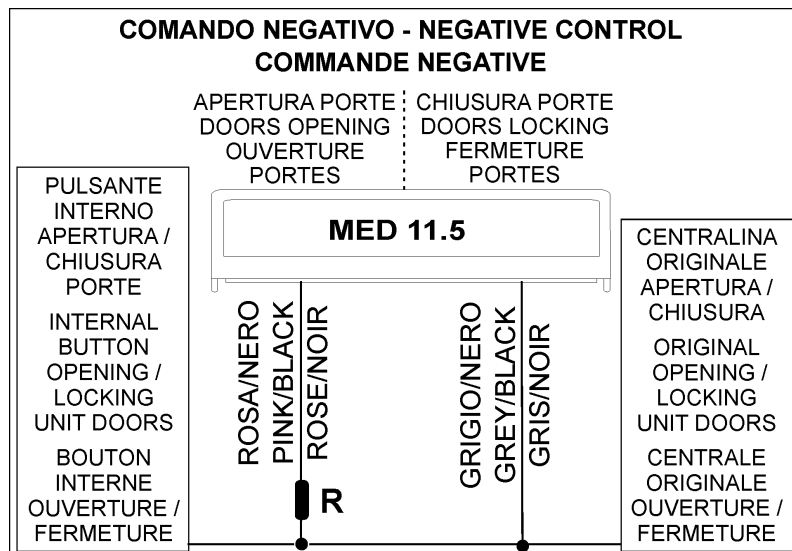 COMANDO NEGATIVO - NEGATIVE CONTROL
COMMANDE NEGATIVE
APERTURA PORTE
DOORS OPENING
OUVERTURE
PORTES
CHIUSURA PORTE
DOORS LOCKING
FERMETURE
PORTES
PULSANTE
INTERNO
APERTURA /
CHIUSURA
PORTE
INTERNAL
BUTTON
OPENING /
LOCKING
UNIT DOORS
BOUTON
INTERNE
OUVERTURE /
FERMETURE
MED 11.5
ROSA/NERO
PINK/BLACK
ROSE/NOIR
R
GRIGIO/NERO
GREY/BLACK
GRIS/NOIR
CENTRALINA
ORIGINALE
APERTURA /
CHIUSURA
ORIGINAL
OPENING /
LOCKING
UNIT DOORS
CENTRALE
ORIGINALE
OUVERTURE /
FERMETURE